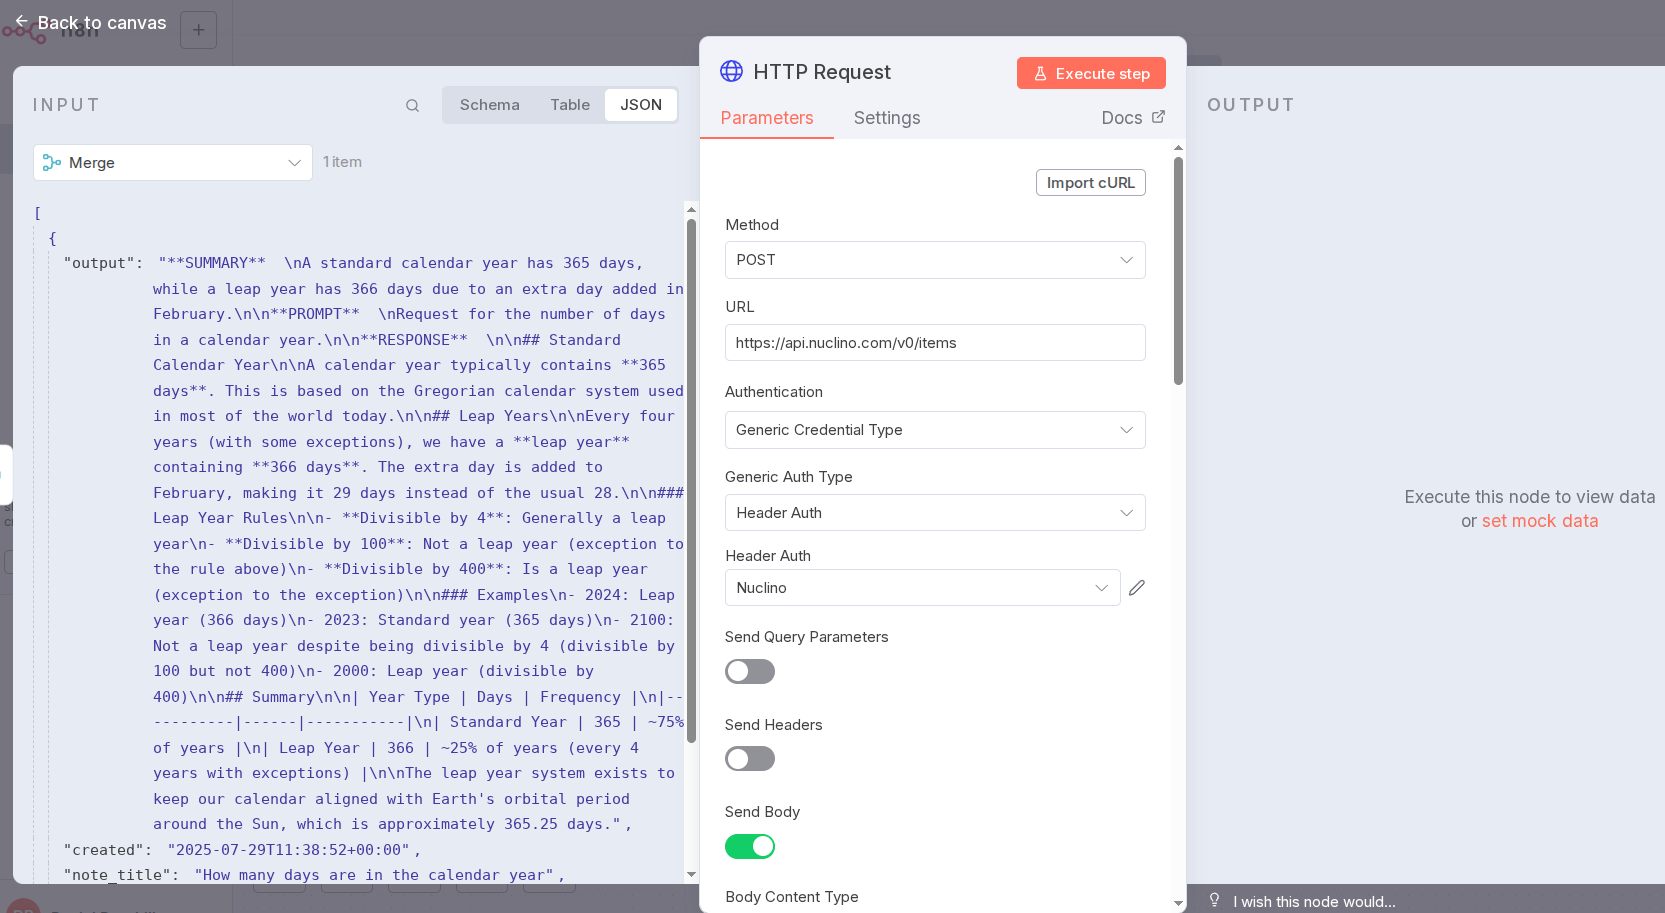 Back to canvas
n8n
INPUT
Schema
Table
JSON
Merge
1 item
[
{
"output": "**SUMMARY**  \nA standard calendar year has 365 days,
while a leap year has 366 days due to an extra day added in
February.\n\n**PROMPT**  \nRequest for the number of days
in a calendar year.\n\n**RESPONSE**  \n\n## Standard
Calendar Year\n\nA calendar year typically contains **365
days**. This is based on the Gregorian calendar system used
in most of the world today.\n\n## Leap Years\n\nEvery four
years (with some exceptions), we have a **leap year**
containing **366 days**. The extra day is added to
February, making it 29 days instead of the usual 28.\n\n###
Leap Year Rules\n\n- **Divisible by 4**: Generally a leap
year\n- **Divisible by 100**: Not a leap year (exception to
the rule above)\n- **Divisible by 400**: Is a leap year
(exception to the exception)\n\n### Examples\n- 2024: Leap
year (366 days)\n- 2023: Standard year (365 days)\n- 2100:
Not a leap year despite being divisible by 4 (divisible by
100 but not 400)\n- 2000: Leap year (divisible by
400)\n\n## Summary\n\n| Year Type | Days | Frequency |\n|--
---------|------|-----------|\n| Standard Year | 365 | ~75%
of years |\n| Leap Year | 366 | ~25% of years (every 4
years with exceptions) |\n\nThe leap year system exists to
keep our calendar aligned with Earth's orbital period
around the Sun, which is approximately 365.25 days.",
"created": "2025-07-29T11:38:52+00:00",
"note_title": "How many days are in the calendar year",
HTTP Request
Execute step
Parameters
Settings
Docs
Import cURL
Method
POST
URL
https://api.nuclino.com/v0/items
Authentication
Generic Credential Type
Generic Auth Type
Header Auth
Header Auth
Nuclino
Send Query Parameters
Send Headers
Send Body
Body Content Type
OUTPUT
Execute this node to view data
or set mock data
I wish this node would...